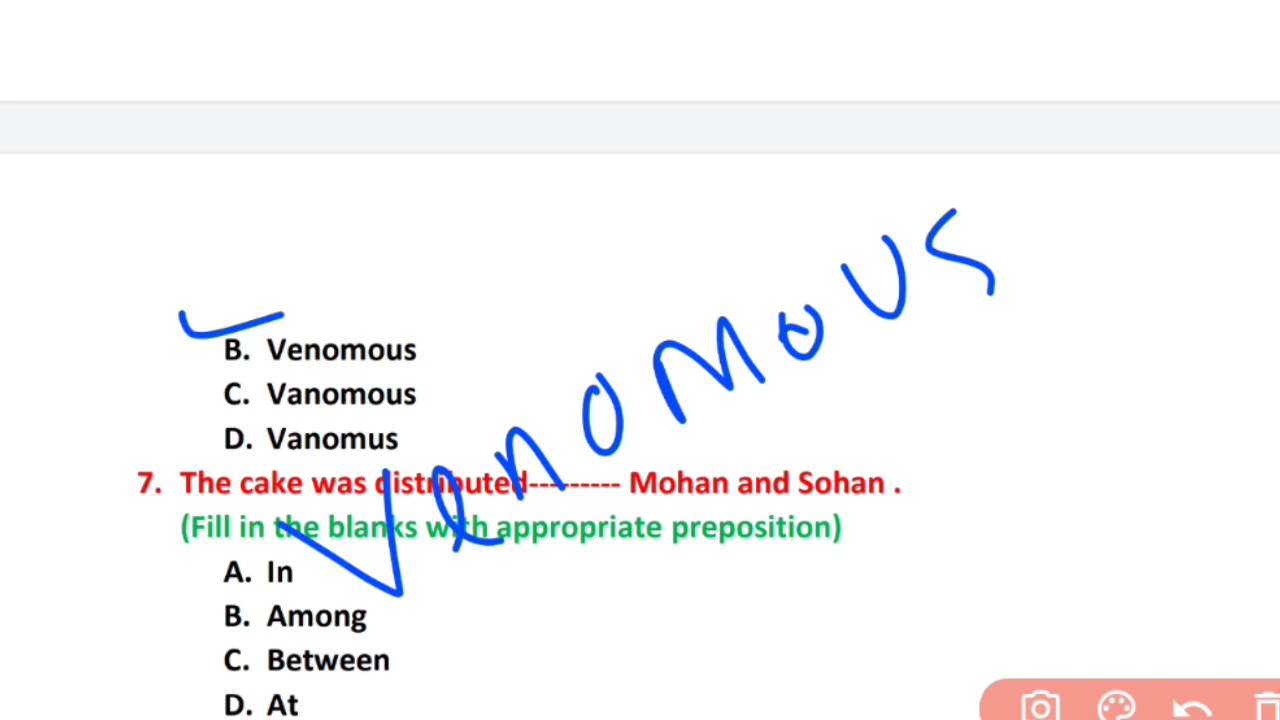 B. Venomous
C. Vanomous
D. Vanomus
VenoMoUS
7. The cake was distributed--------- Mohan and Sohan .
(Fill in the blanks with appropriate preposition)
A. In
B. Among
C. Between
D. At